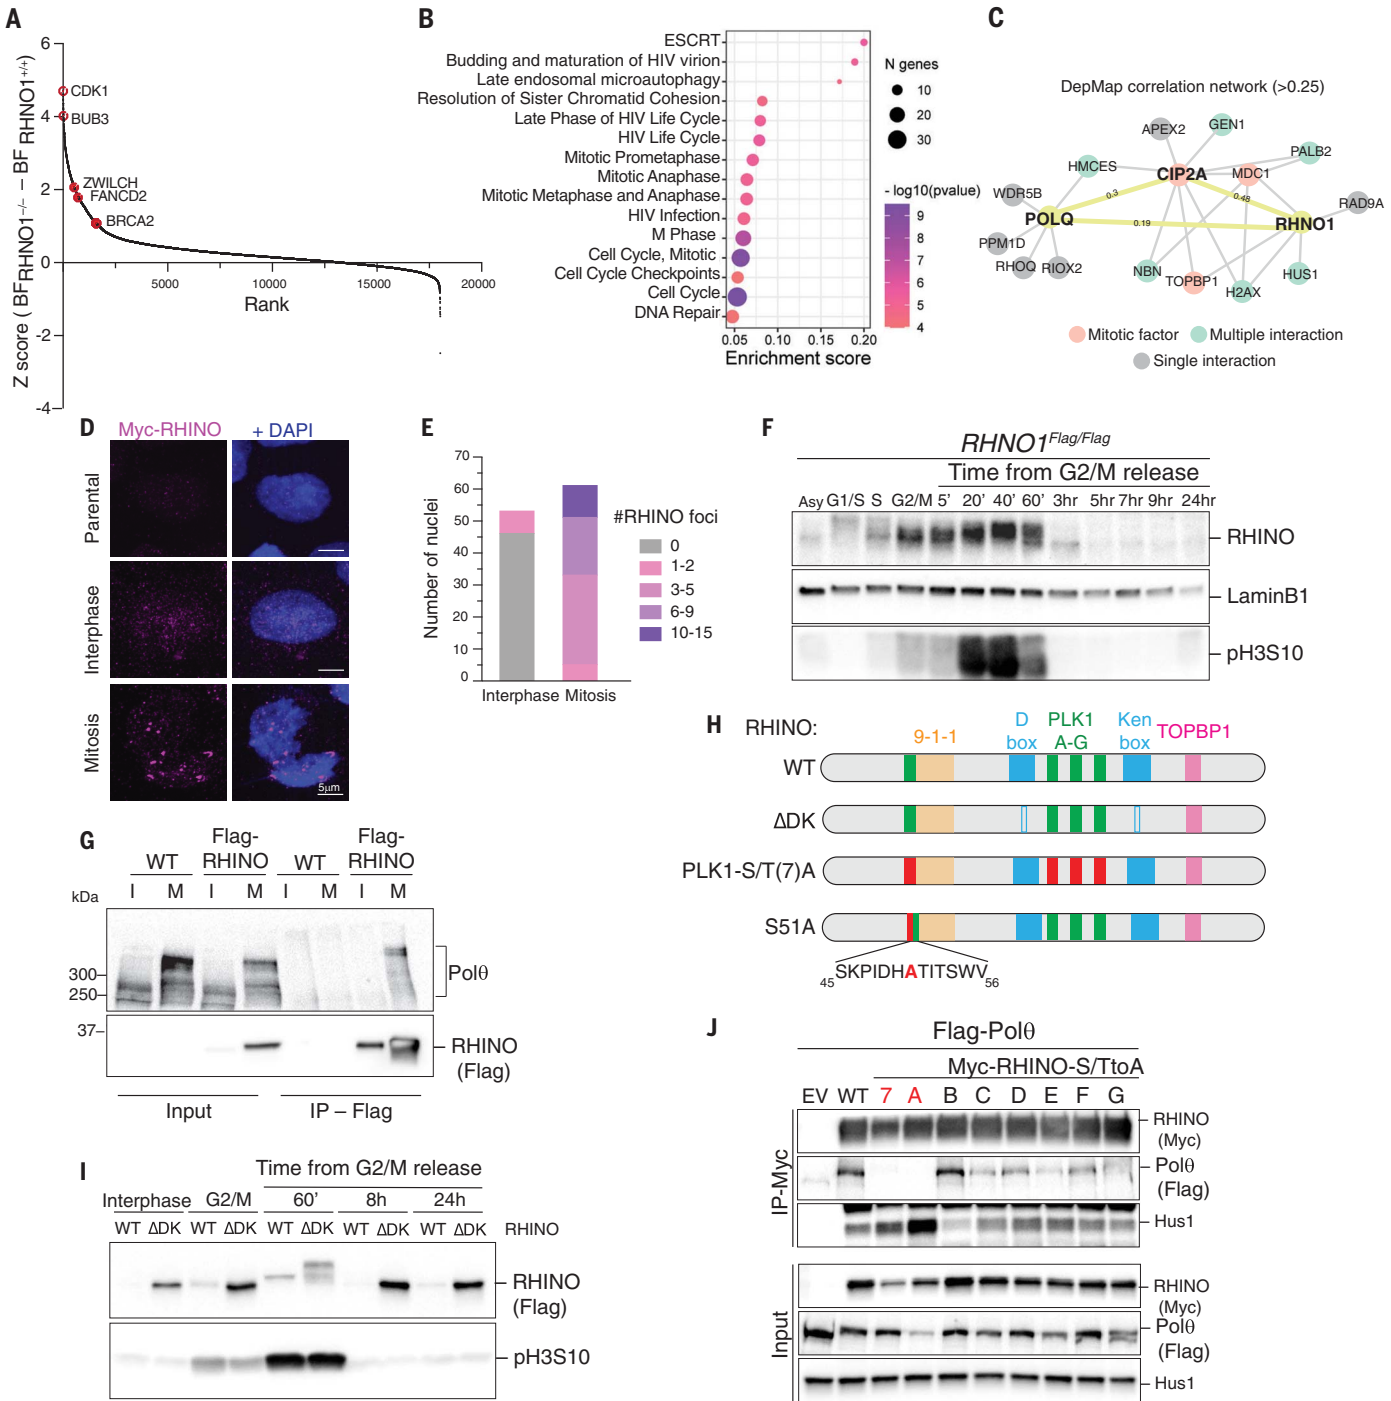 A
Z score ( BFRHNO1-/- – BF RHNO1+/+)
6
4
2
0
-2
-4
CDK1
BUB3
ZWILCH
FANCD2
BRCA2
5000
10000
15000
20000
Rank
B
ESCRT
Budding and maturation of HIV virion
Late endosomal microautophagy
Resolution of Sister Chromatid Cohesion
Late Phase of HIV Life Cycle
HIV Life Cycle
Mitotic Prometaphase
Mitotic Anaphase
Mitotic Metaphase and Anaphase
HIV Infection
M Phase
Cell Cycle, Mitotic
Cell Cycle Checkpoints
Cell Cycle
DNA Repair
0.05 0.10 0.15 0.20
Enrichment score
N genes
10
20
30
- log10(pvalue)
9
8
7
6
5
4
C
DepMap correlation network (>0.25)
APEX2
GEN1
HMCES
CIP2A
MDC1
PALB2
WDR5B
0.3
0.48
RAD9A
POLQ
0.19
RHNO1
PPM1D
RHOQ
RIOX2
NBN
TOPBP1
H2AX
HUS1
Mitotic factor
Multiple interaction
Single interaction
D
Myc-RHINO
+ DAPI
Parental
Interphase
Mitosis
5µm
E
Number of nuclei
70
60
50
40
30
20
10
0
Interphase Mitosis
#RHINO foci
0
1-2
3-5
6-9
10-15
F
RHNO1Flag/Flag
Time from G2/M release
Asy G1/S S G2/M 5’ 20’ 40’ 60’ 3hr 5hr 7hr 9hr 24hr
RHINO
LaminB1
pH3S10
G
WT
Flag-RHINO
WT
Flag-RHINO
I M I M I M I M
kDa
300
250
Polθ
37
RHINO
(Flag)
Input
IP – Flag
H
RHINO:
9-1-1
D box
PLK1 A-G
Ken box
TOPBP1
WT
ΔDK
PLK1-S/T(7)A
S51A
45SKPIDHATITSWV56
I
Time from G2/M release
Interphase G2/M 60’ 8h 24h
WT ΔDK WT ΔDK WT ΔDK WT ΔDK WT ΔDK RHINO
RHINO
(Flag)
pH3S10
J
Flag-Polθ
Myc-RHINO-S/TtoA
EV WT 7 A B C D E F G
IP-Myc
RHINO
(Myc)
Polθ
(Flag)
Hus1
Input
RHINO
(Myc)
Polθ
(Flag)
Hus1